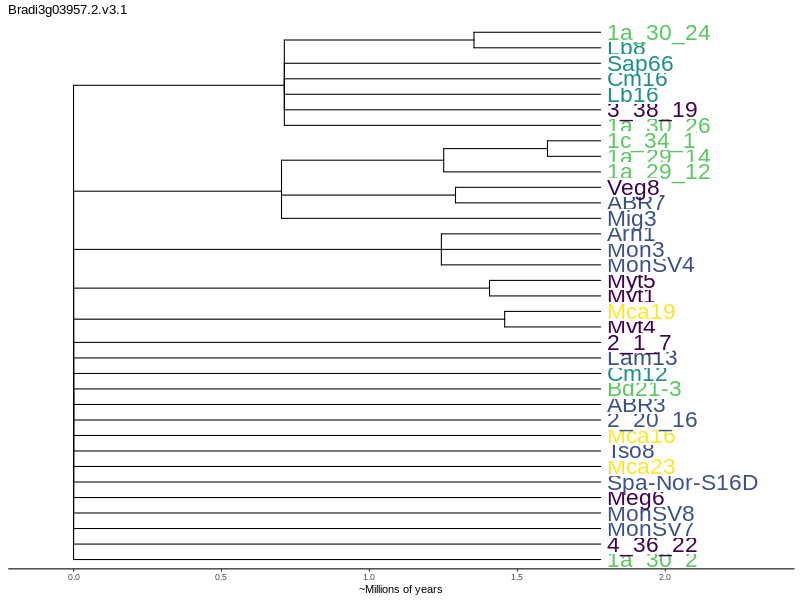 Bradi3g03957.2.v3.1
1a_30_24
Lb8
Sap66
Cm16
Lb16
3_38_19
1a_30_26
1c_34_1
1a_29_14
1a_29_12
Veg8
ABR7
Mig3
Arn1
Mon3
MonSV4
Myt5
Mvt1
Mca19
Mvt4
2_1_7
Lam13
Cm12
Bd21-3
ABR3
2_20_16
Mca16
Tso8
Mca23
Spa-Nor-S16D
Meg6
MonSV8
MonSV7
4_36_22
1a_30_2
0.0 0.5 1.0 1.5 2.0
~Millions of years